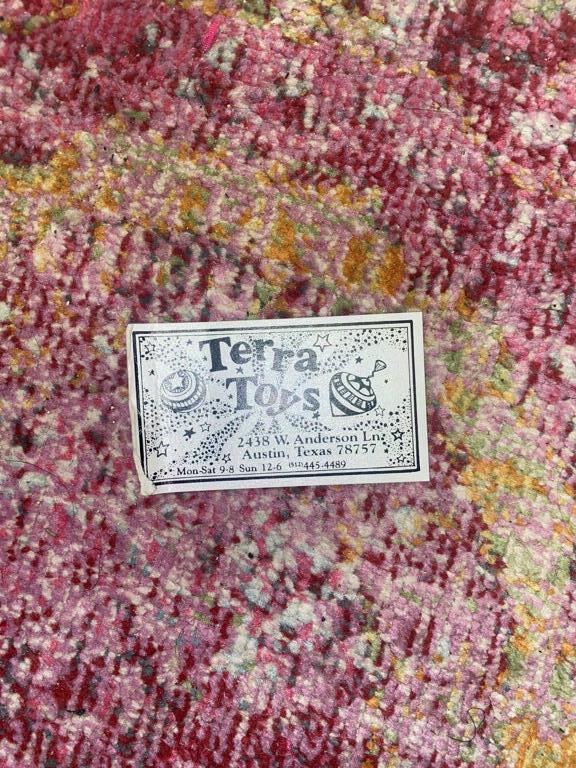 Terra
Toys
2438 W. Anderson Ln.
Austin, Texas 78757
Mon-Sat 9-8 Sun 12-6 (512)445-4489